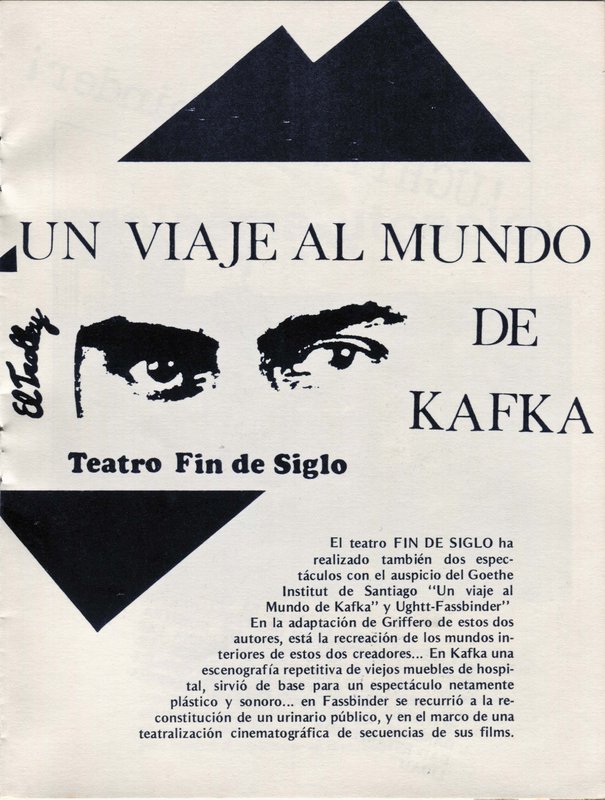 UN VIAJE AL MUNDO
DE
KAFKA
El Trolley
Teatro Fin de Siglo
El teatro FIN DE SIGLO ha
realizado también dos espec-
táculos con el auspicio del Goethe
Institut de Santiago "Un viaje al
Mundo de Kafka" y Ughtt-Fassbinder"
En la adaptación de Griffero de estos dos
autores, está la recreación de los mundos in-
teriores de estos dos creadores... En Kafka una
escenografía repetitiva de viejos muebles de hospi-
tal, sirvió de base para un espectáculo netamente
plástico y sonoro... en Fassbinder se recurrió a la re-
constitución de un urinario público, y en el marco de una
teatralización cinematográfica de secuencias de sus films.